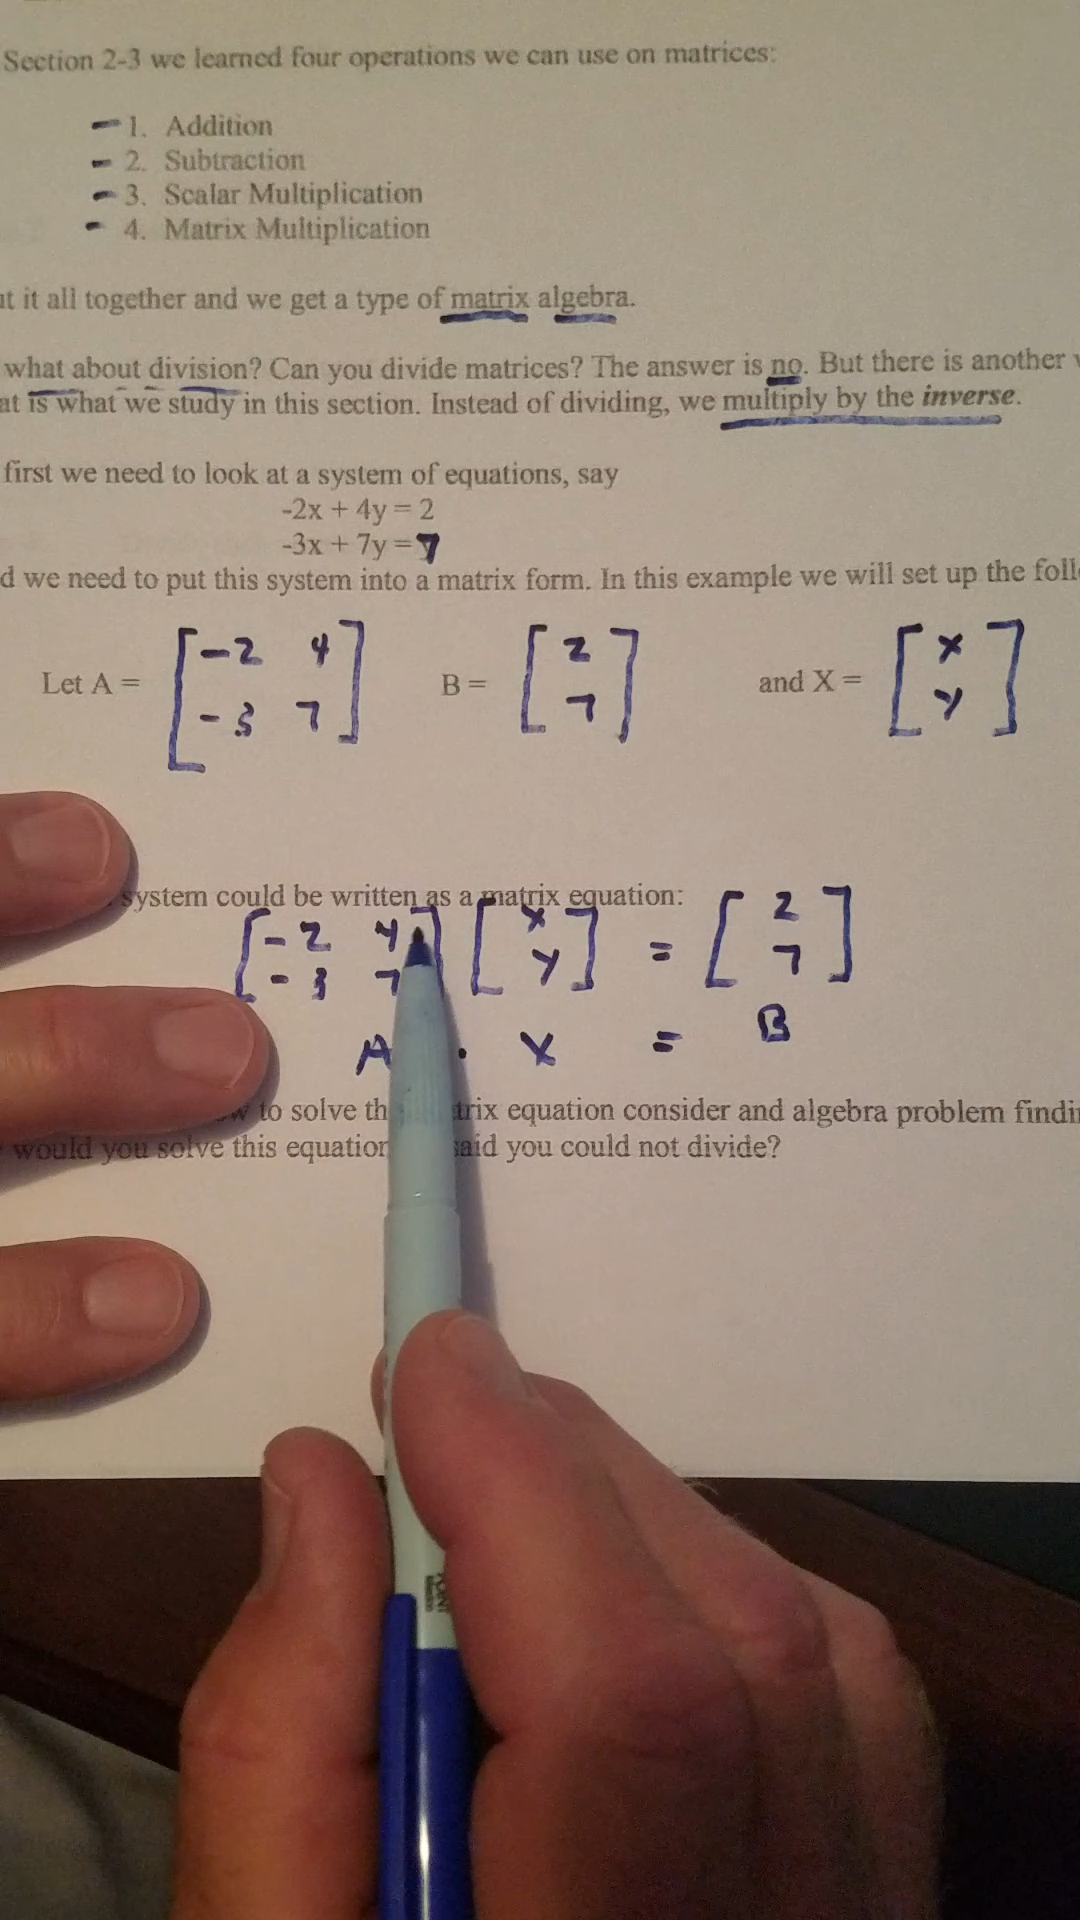 Section 2-3 we learned four operations we can use on matrices:
1. Addition
2. Subtraction
3. Scalar Multiplication
4. Matrix Multiplication
it all together and we get a type of matrix algebra.
what about division? Can you divide matrices? The answer is no. But there is another
is what we study in this section. Instead of dividing, we multiply by the inverse.
first we need to look at a system of equations, say
-2x + 4y = 2
-3x + 7y = 7
we need to put this system into a matrix form. In this example we will set up the
Let A = [-2 4 -3 7] B = [2 7] and X = [x y]
system could be written as a matrix equation:
[-2 4 [x = [2
-3 7 y] 7]
A · X = B
to solve trix equation consider and algebra problem
would you solve this equation said you could not divide?